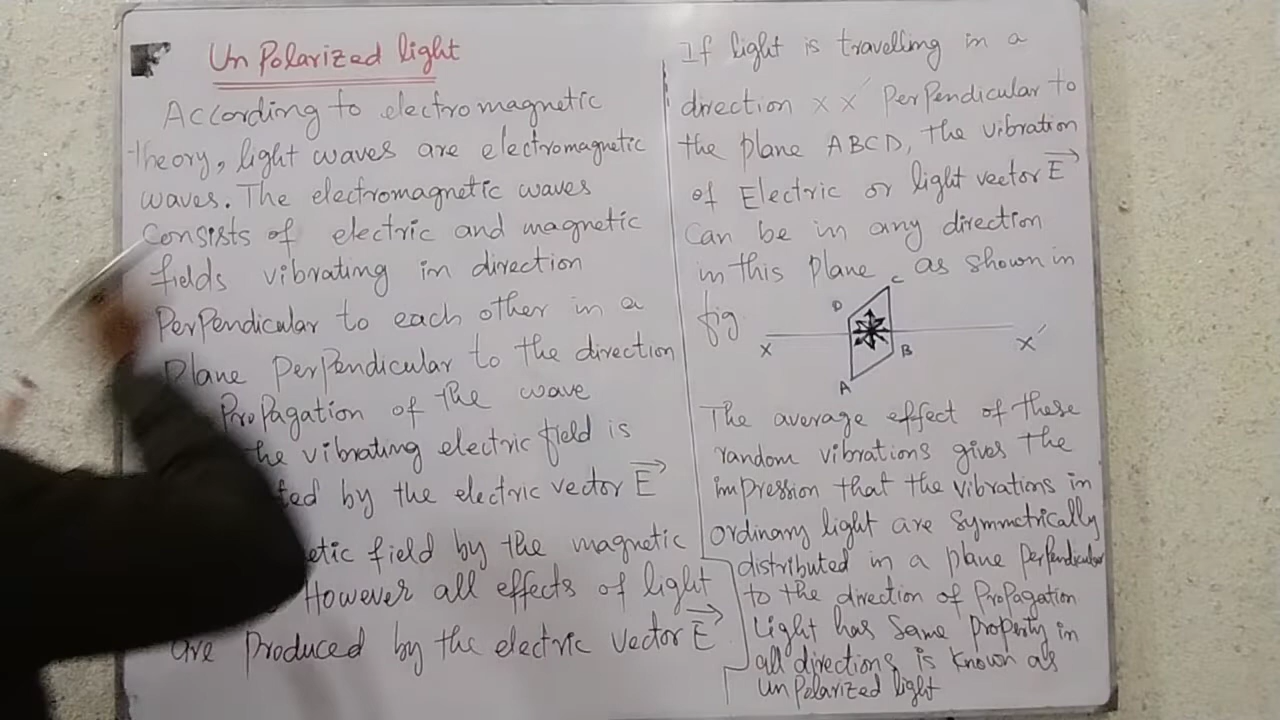 Un Polarized light
According to electromagnetic
theory, light waves are electromagnetic
waves. The electromagnetic waves
Consists of electric and magnetic
fields vibrating in direction
Perpendicular to each other in a
Plane Perpendicular to the direction
Propagation of the wave
the vibrating electric field is
by the electric vector E→
field by the magnetic
However all effects of light
are Produced by the electric vector E→
If light is travelling in a
direction X X′ Perpendicular to
the plane ABCD, the vibration
of Electric or light vector E→
Can be in any direction
in this plane as shown in
fig
C
D
X
B
X′
A
The average effect of these
random vibrations gives the
impression that the vibrations in
ordinary light are symmetrically
distributed in a plane perpendicular
to the direction of Propagation
Light has same property in
all directions is known as
unpolarized light